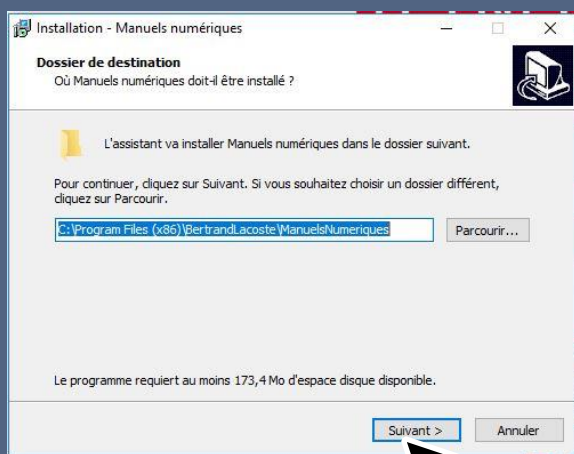 Installation - Manuels numériques
Dossier de destination
Où Manuels numériques doit-il être installé ?
L'assistant va installer Manuels numériques dans le dossier suivant.
Pour continuer, cliquez sur Suivant. Si vous souhaitez choisir un dossier différent,
cliquez sur Parcourir.
C:\Program Files (x86)\BertrandLacoste\ManuelsNumeriques
Parcourir...
Le programme requiert au moins 173,4 Mo d'espace disque disponible.
Suivant >
Annuler